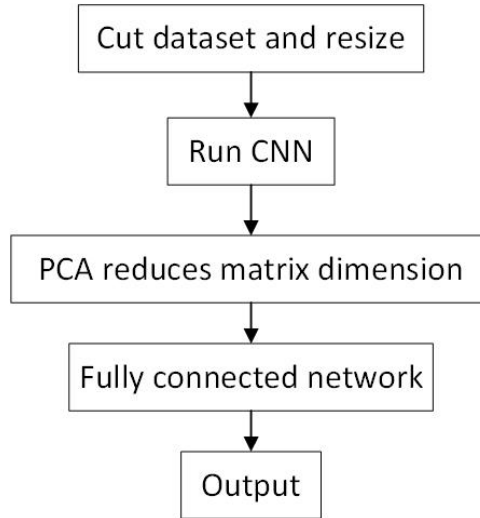 Cut dataset and resize
Run CNN
PCA reduces matrix dimension
Fully connected network
Output